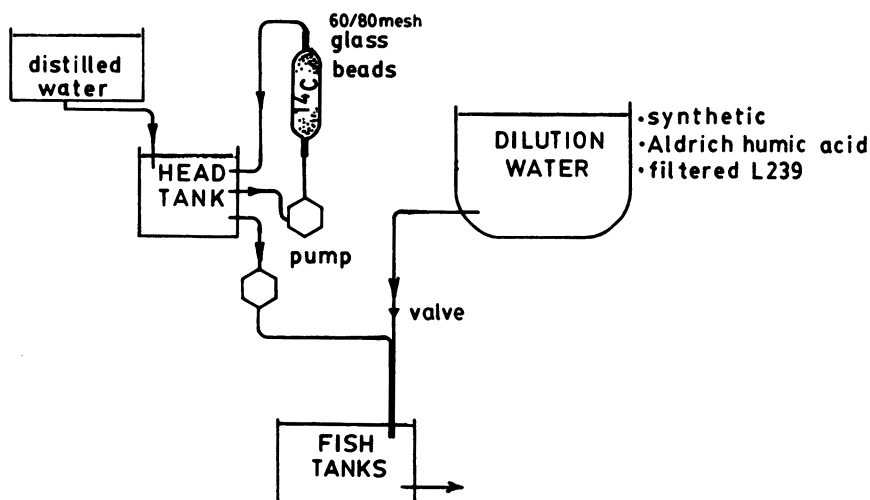 60/80mesh
glass
beads
14C
distilled
water
HEAD
TANK
pump
DILUTION
WATER
•synthetic
•Aldrich humic acid
•filtered L239
valve
FISH
TANKS